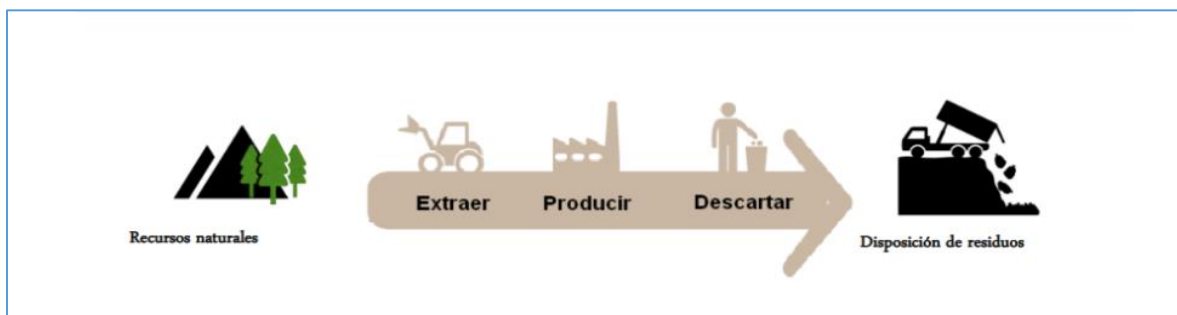 Recursos naturales
Extraer Producir Descartar
Disposición de residuos